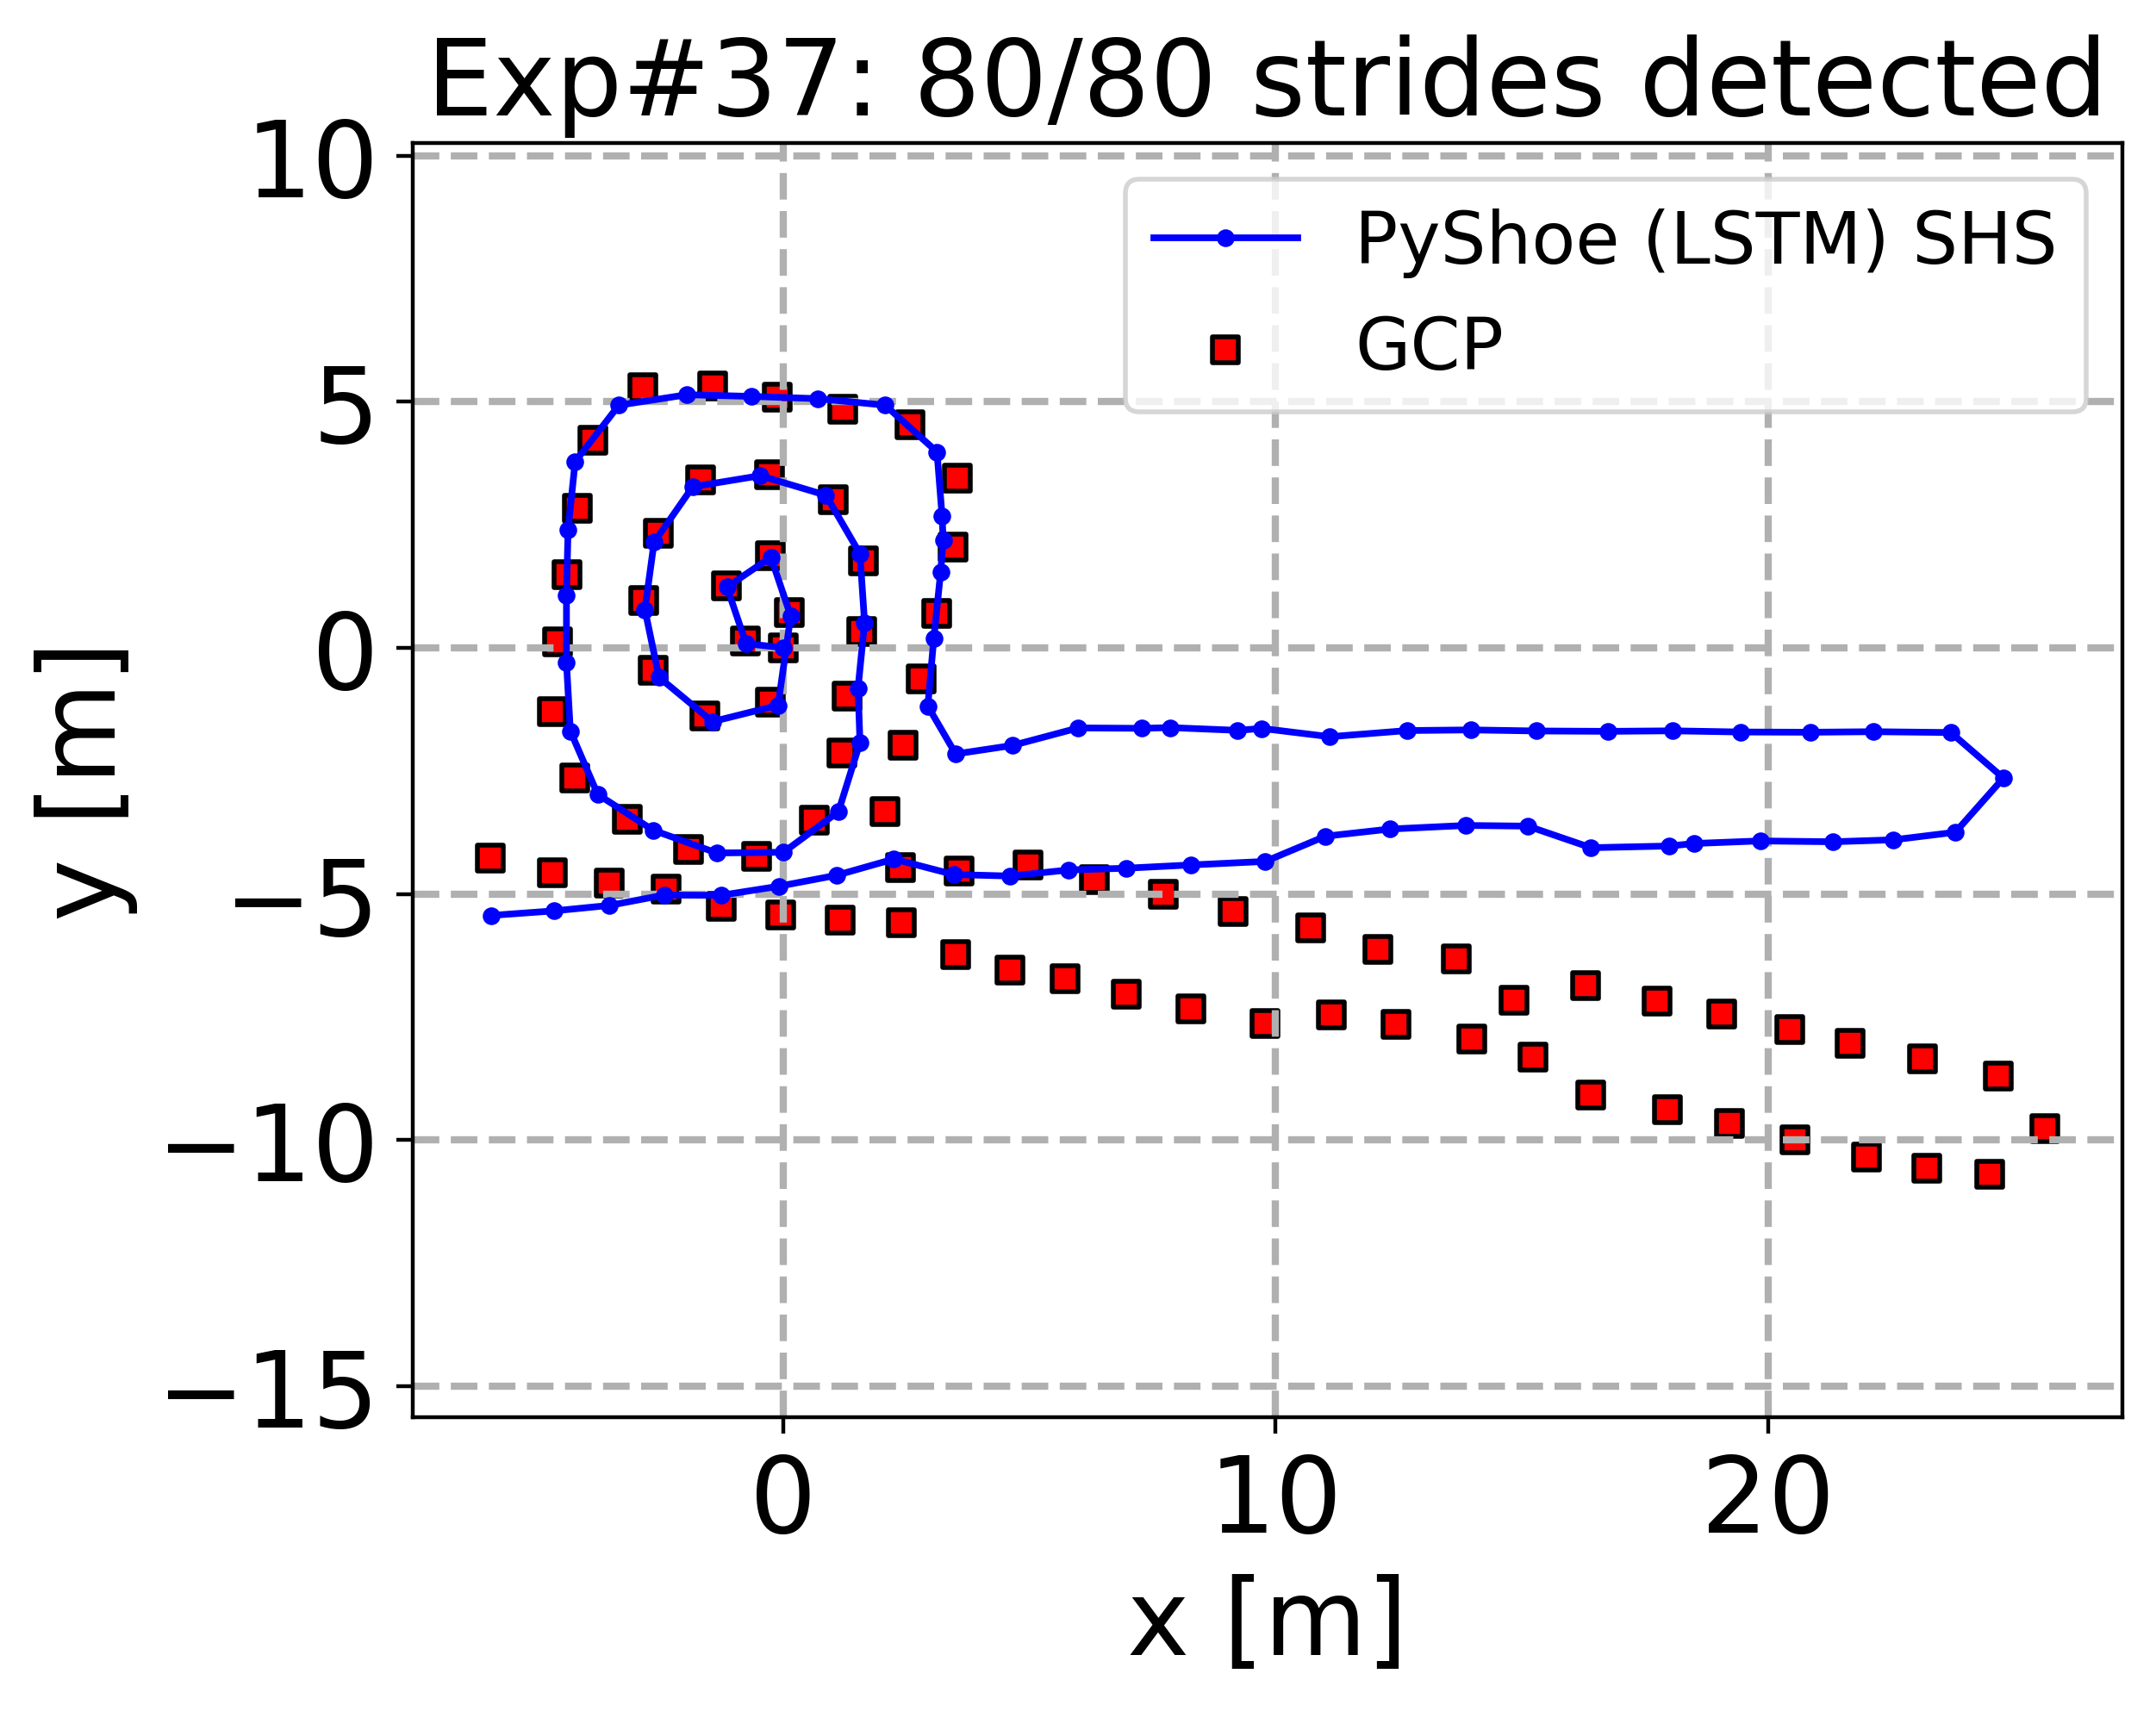 Exp#37: 80/80 strides detected
PyShoe (LSTM) SHS
GCP
10
5
0
−5
−10
−15
y [m]
0 10 20
x [m]